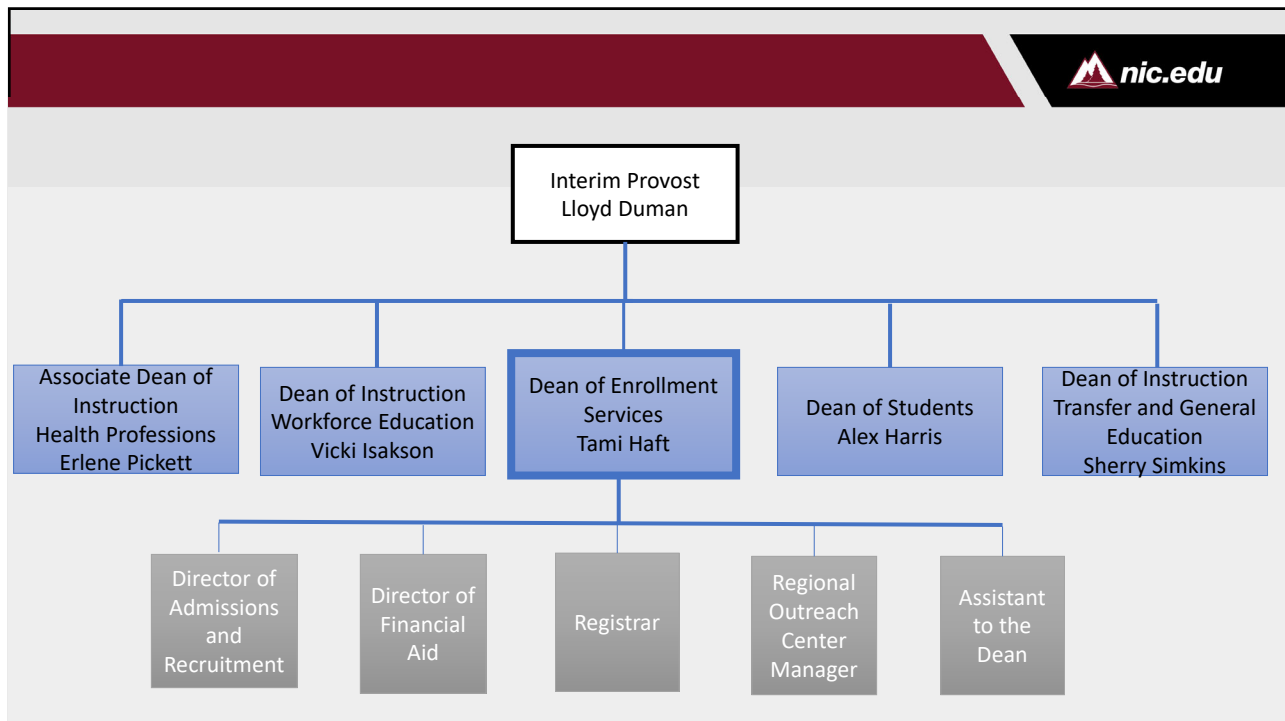 nic.edu
Interim Provost
Lloyd Duman
Associate Dean of
Instruction
Health Professions
Erlene Pickett
Dean of Instruction
Workforce Education
Vicki Isakson
Dean of Enrollment
Services
Tami Haft
Dean of Students
Alex Harris
Dean of Instruction
Transfer and General
Education
Sherry Simkins
Director of
Admissions
and
Recruitment
Director of
Financial
Aid
Registrar
Regional
Outreach
Center
Manager
Assistant
to the
Dean